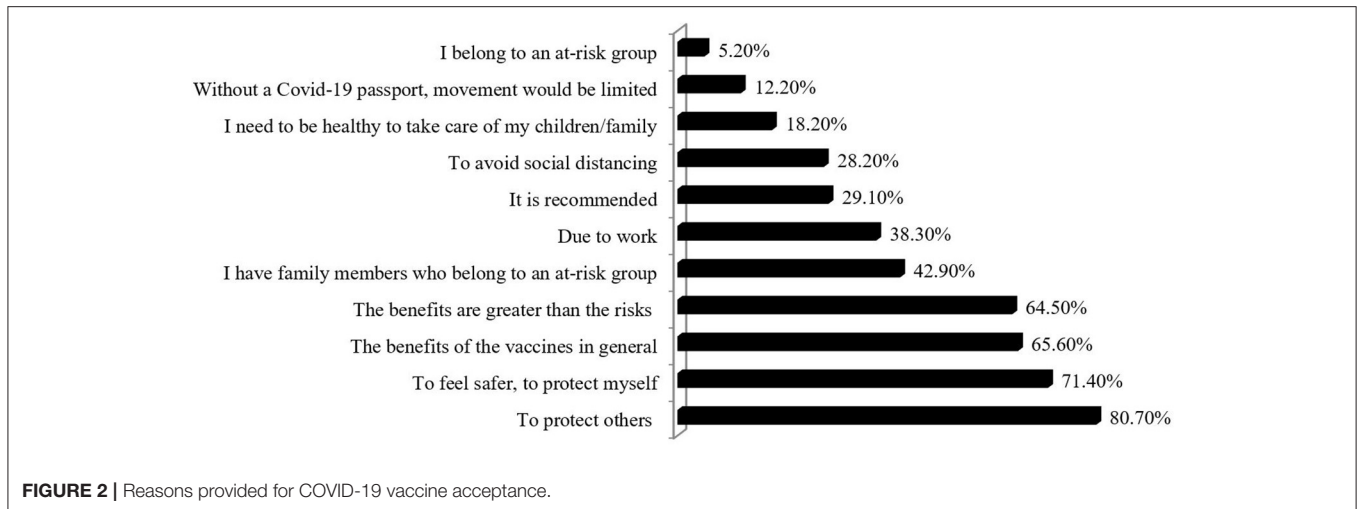 I belong to an at-risk group 5.20%
Without a Covid-19 passport, movement would be limited 12.20%
I need to be healthy to take care of my children/family 18.20%
To avoid social distancing 28.20%
It is recommended 29.10%
Due to work 38.30%
I have family members who belong to an at-risk group 42.90%
The benefits are greater than the risks 64.50%
The benefits of the vaccines in general 65.60%
To feel safer, to protect myself 71.40%
To protect others 80.70%
FIGURE 2 | Reasons provided for COVID-19 vaccine acceptance.